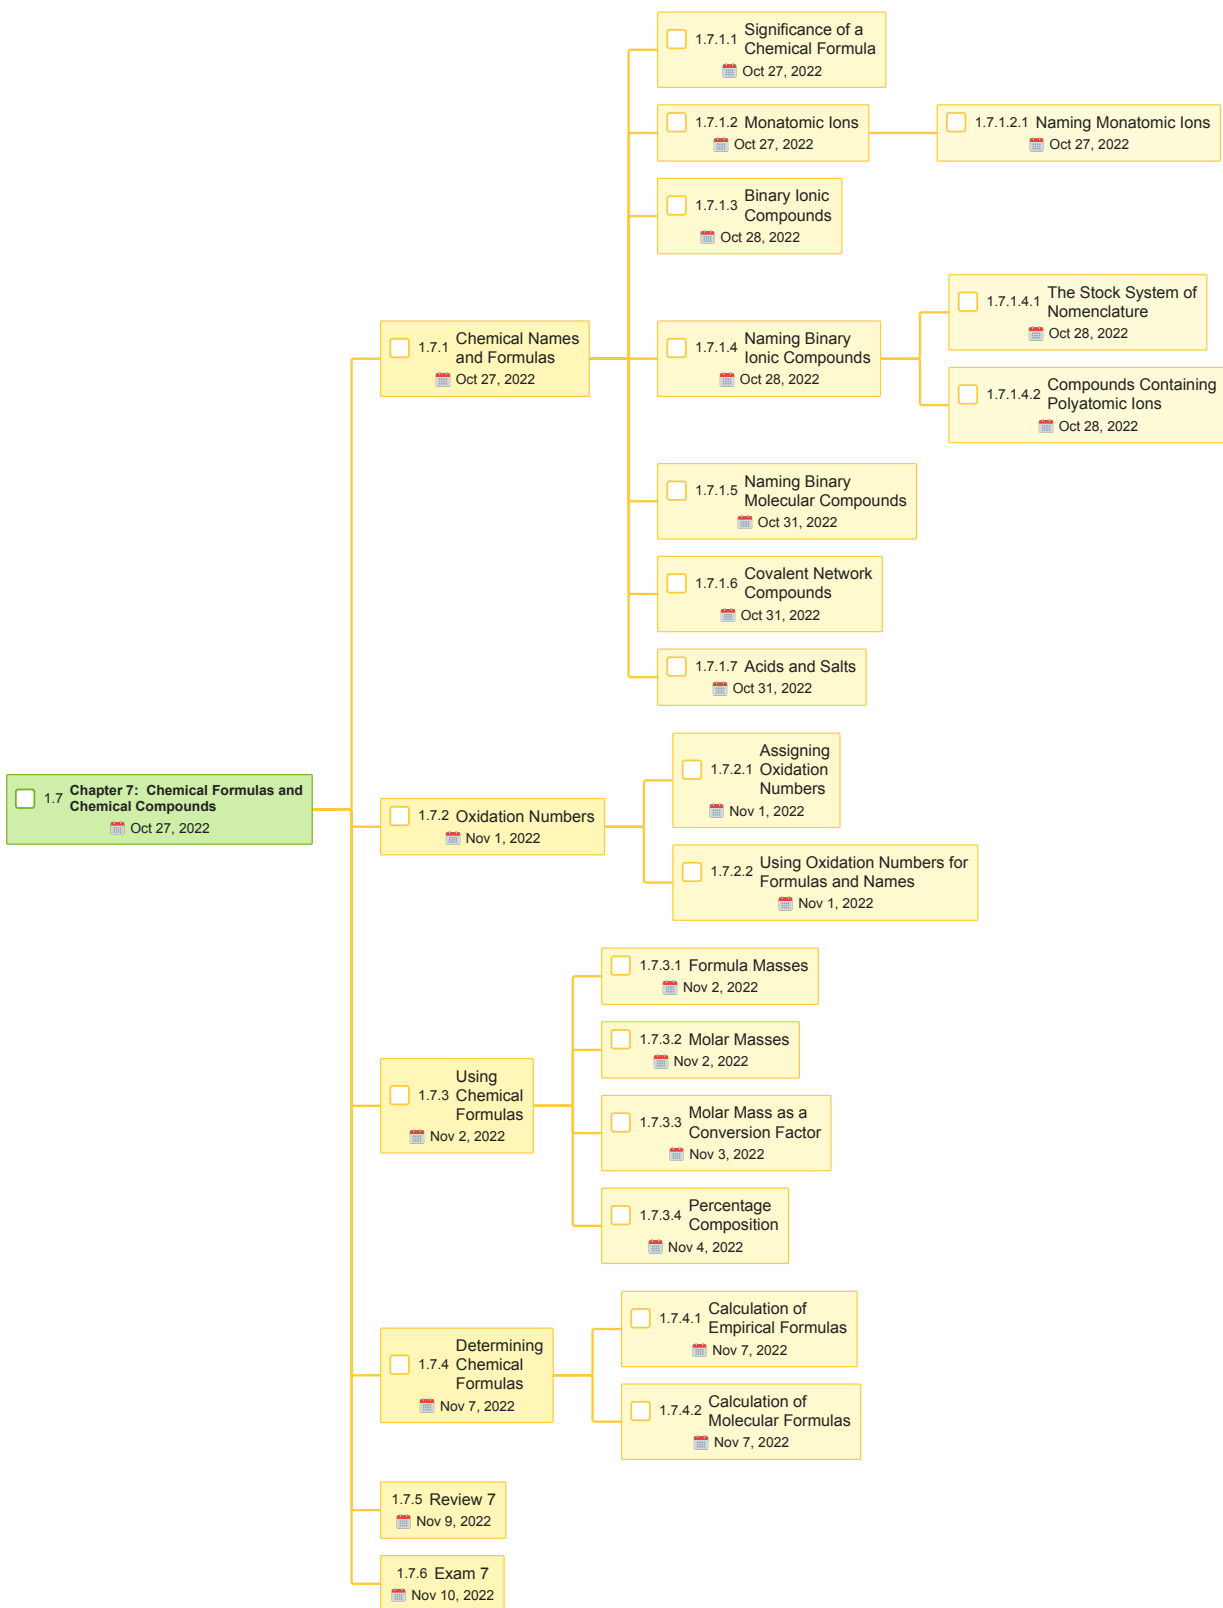 1.7 Chapter 7: Chemical Formulas and
Chemical Compounds
Oct 27, 2022
1.7.1 Chemical Names
and Formulas
Oct 27, 2022
1.7.1.1 Significance of a
Chemical Formula
Oct 27, 2022
1.7.1.2 Monatomic Ions
Oct 27, 2022
1.7.1.2.1 Naming Monatomic Ions
Oct 27, 2022
1.7.1.3 Binary Ionic
Compounds
Oct 28, 2022
1.7.1.4 Naming Binary
Ionic Compounds
Oct 28, 2022
1.7.1.4.1 The Stock System of
Nomenclature
Oct 28, 2022
1.7.1.4.2 Compounds Containing
Polyatomic Ions
Oct 28, 2022
1.7.1.5 Naming Binary
Molecular Compounds
Oct 31, 2022
1.7.1.6 Covalent Network
Compounds
Oct 31, 2022
1.7.1.7 Acids and Salts
Oct 31, 2022
1.7.2 Oxidation Numbers
Nov 1, 2022
1.7.2.1 Assigning
Oxidation
Numbers
Nov 1, 2022
1.7.2.2 Using Oxidation Numbers for
Formulas and Names
Nov 1, 2022
1.7.3 Using
Chemical
Formulas
Nov 2, 2022
1.7.3.1 Formula Masses
Nov 2, 2022
1.7.3.2 Molar Masses
Nov 2, 2022
1.7.3.3 Molar Mass as a
Conversion Factor
Nov 3, 2022
1.7.3.4 Percentage
Composition
Nov 4, 2022
1.7.4 Determining
Chemical
Formulas
Nov 7, 2022
1.7.4.1 Calculation of
Empirical Formulas
Nov 7, 2022
1.7.4.2 Calculation of
Molecular Formulas
Nov 7, 2022
1.7.5 Review 7
Nov 9, 2022
1.7.6 Exam 7
Nov 10, 2022